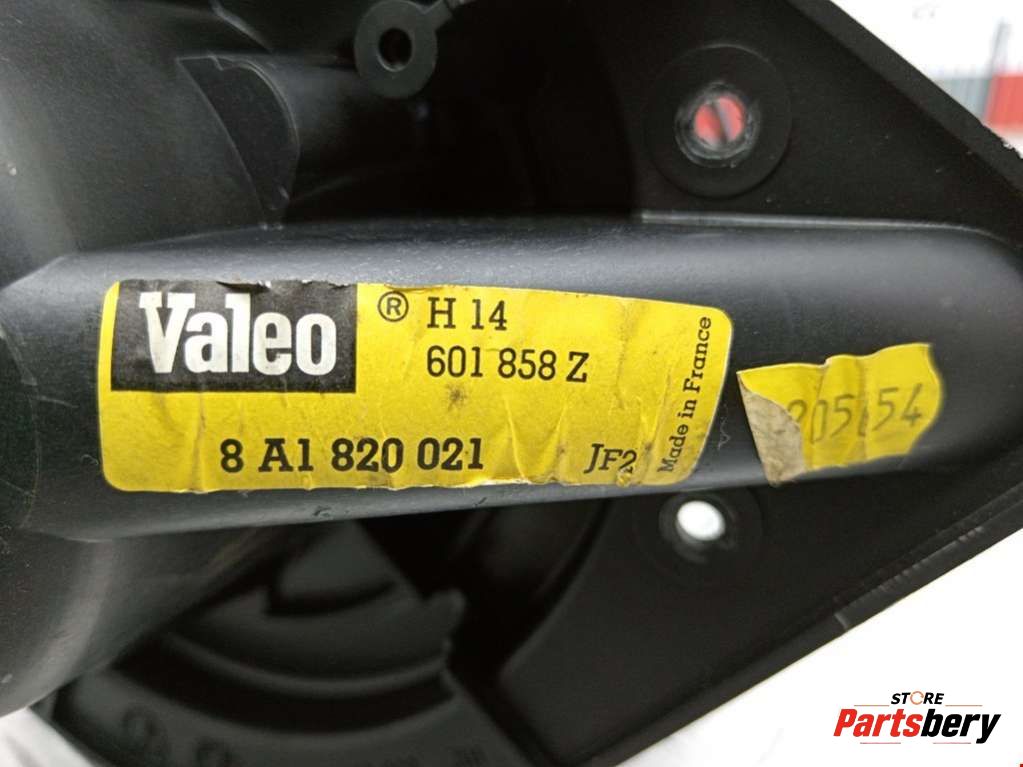 Valeo ® H 14
601 858 Z
8 A1 820 021 JF2
Made in France
STORE
Partsbery